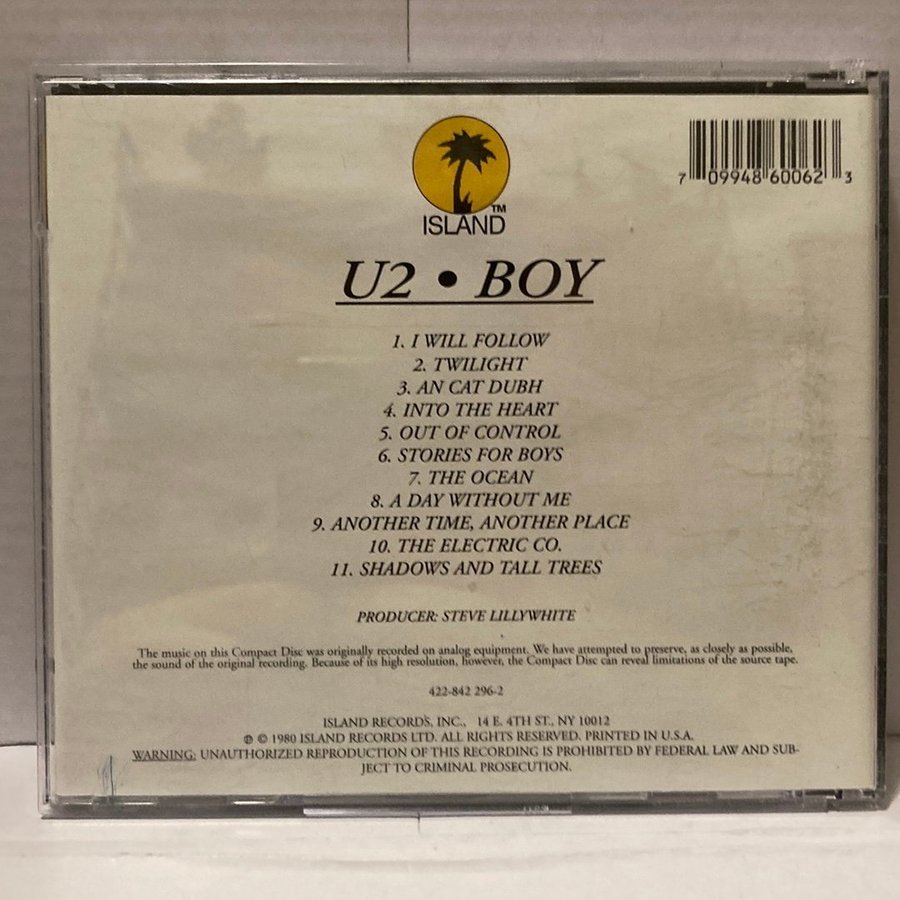 ISLAND™
7 09948 60062 3
U2 • BOY
1. I WILL FOLLOW
2. TWILIGHT
3. AN CAT DUBH
4. INTO THE HEART
5. OUT OF CONTROL
6. STORIES FOR BOYS
7. THE OCEAN
8. A DAY WITHOUT ME
9. ANOTHER TIME, ANOTHER PLACE
10. THE ELECTRIC CO.
11. SHADOWS AND TALL TREES
PRODUCER: STEVE LILLYWHITE
The music on this Compact Disc was originally recorded on analog equipment. We have attempted to preserve, as closely as possible,
the sound of the original recording. Because of its high resolution, however, the Compact Disc can reveal limitations of the source tape.
422-842 296-2
ISLAND RECORDS, INC., 14 E. 4TH ST., NY 10012
℗ © 1980 ISLAND RECORDS LTD. ALL RIGHTS RESERVED. PRINTED IN U.S.A.
WARNING: UNAUTHORIZED REPRODUCTION OF THIS RECORDING IS PROHIBITED BY FEDERAL LAW AND SUB-
JECT TO CRIMINAL PROSECUTION.